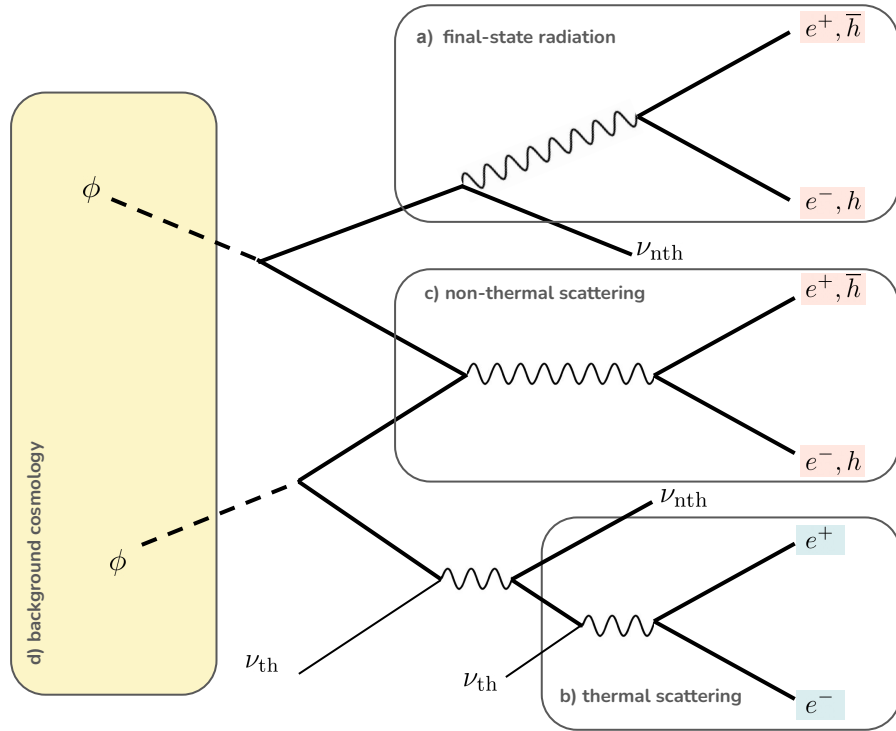 a) final-state radiation
e⁺, h̅
ϕ
e⁻, h
ν_nth
c) non-thermal scattering
e⁺, h̅
d) background cosmology
e⁻, h
ν_nth
ϕ
e⁺
ν_th
ν_th
b) thermal scattering
e⁻